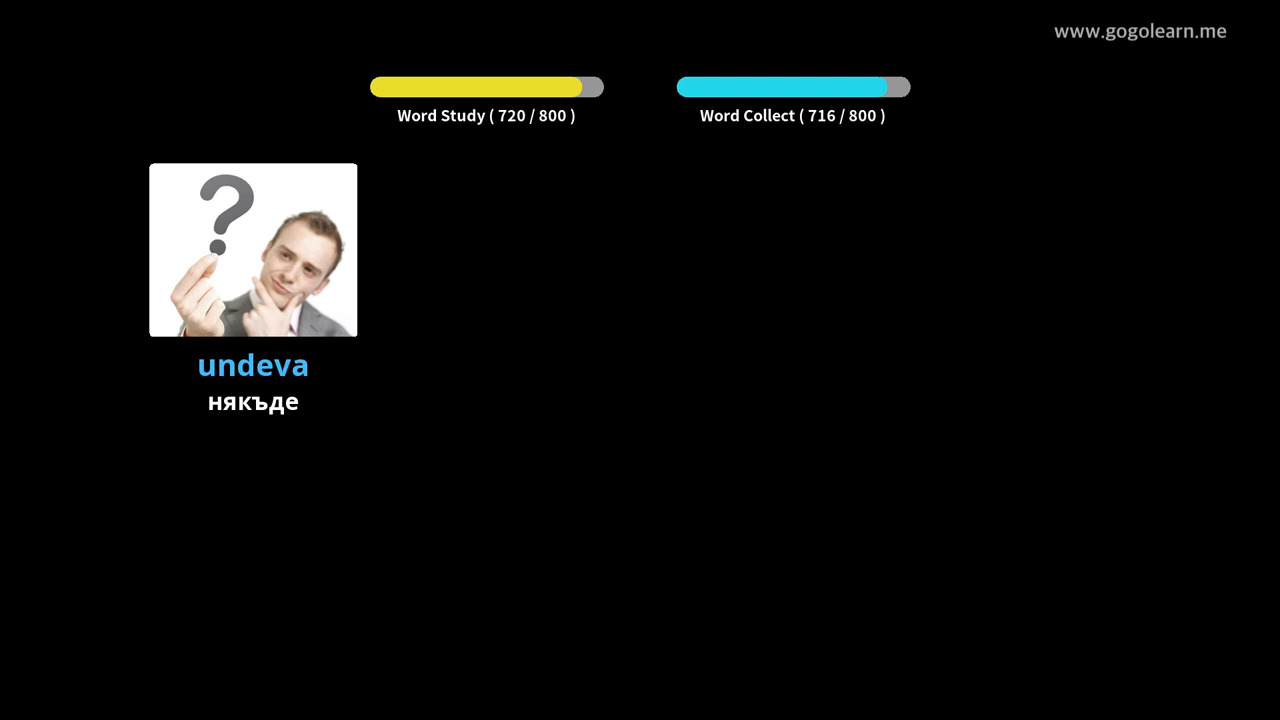 www.gogolearn.me
Word Study ( 720 / 800 )
Word Collect ( 716 / 800 )
?
undeva
някъде